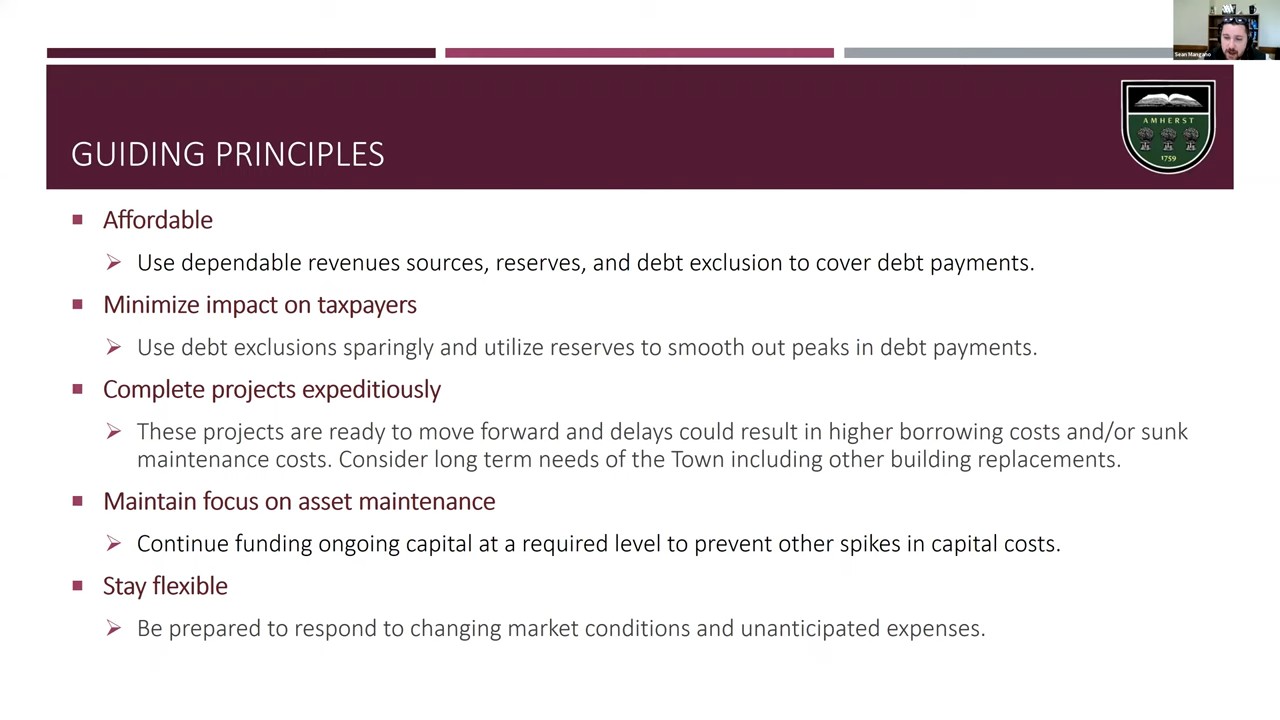 Sean Mangano
AMHERST
1759
GUIDING PRINCIPLES
Affordable
Use dependable revenues sources, reserves, and debt exclusion to cover debt payments.
Minimize impact on taxpayers
Use debt exclusions sparingly and utilize reserves to smooth out peaks in debt payments.
Complete projects expeditiously
These projects are ready to move forward and delays could result in higher borrowing costs and/or sunk
maintenance costs. Consider long term needs of the Town including other building replacements.
Maintain focus on asset maintenance
Continue funding ongoing capital at a required level to prevent other spikes in capital costs.
Stay flexible
Be prepared to respond to changing market conditions and unanticipated expenses.